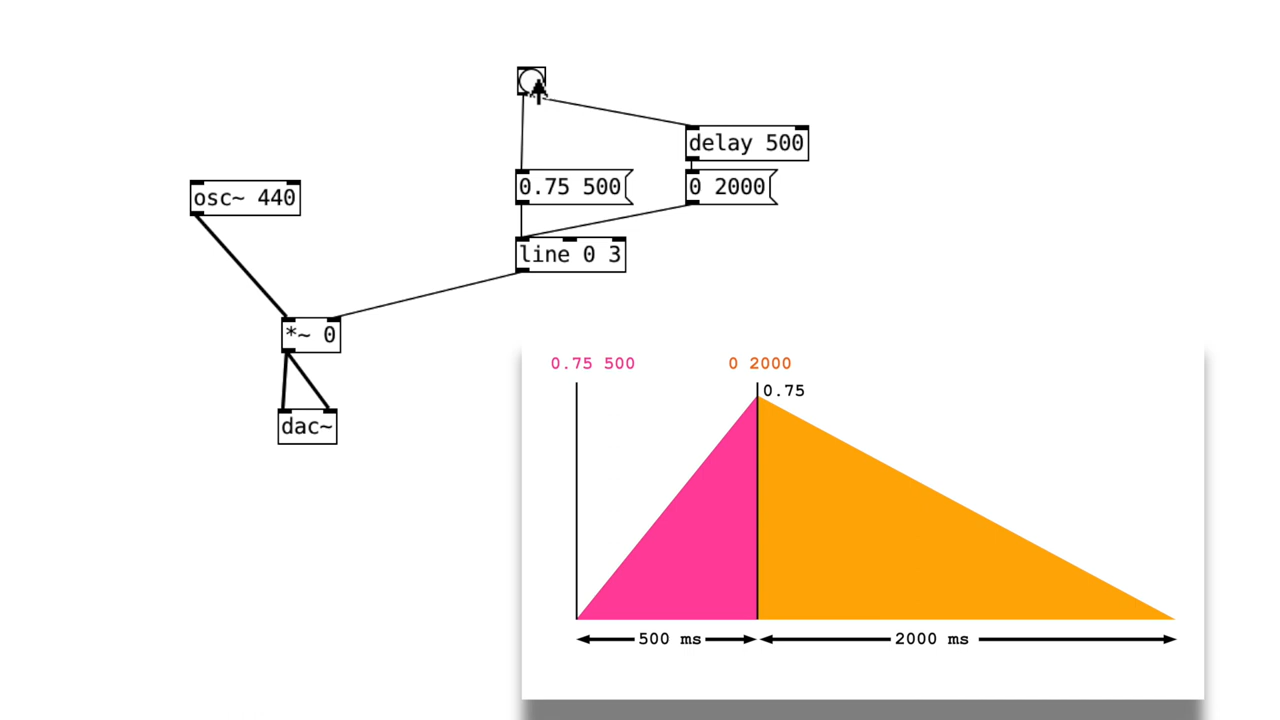 delay 500
0.75 500
0 2000
osc~ 440
line 0 3
*~ 0
0.75 500
0 2000
0.75
dac~
500 ms
2000 ms